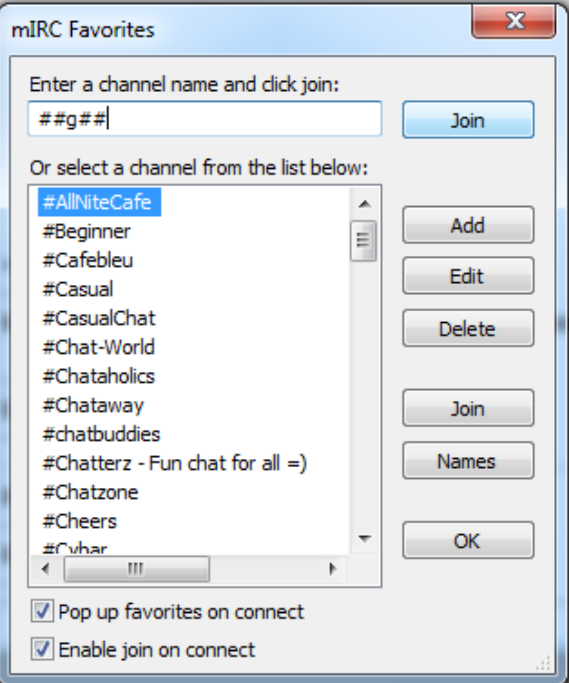 mIRC Favorites
Enter a channel name and click join:
##g##
Join
Or select a channel from the list below:
#AllNiteCafe
#Beginner
#Cafebleu
#Casual
#CasualChat
#Chat-World
#Chataholics
#Chataway
#chatbuddies
#Chatterz - Fun chat for all =)
#Chatzone
#Cheers
#Cybar
Add
Edit
Delete
Join
Names
OK
Pop up favorites on connect
Enable join on connect